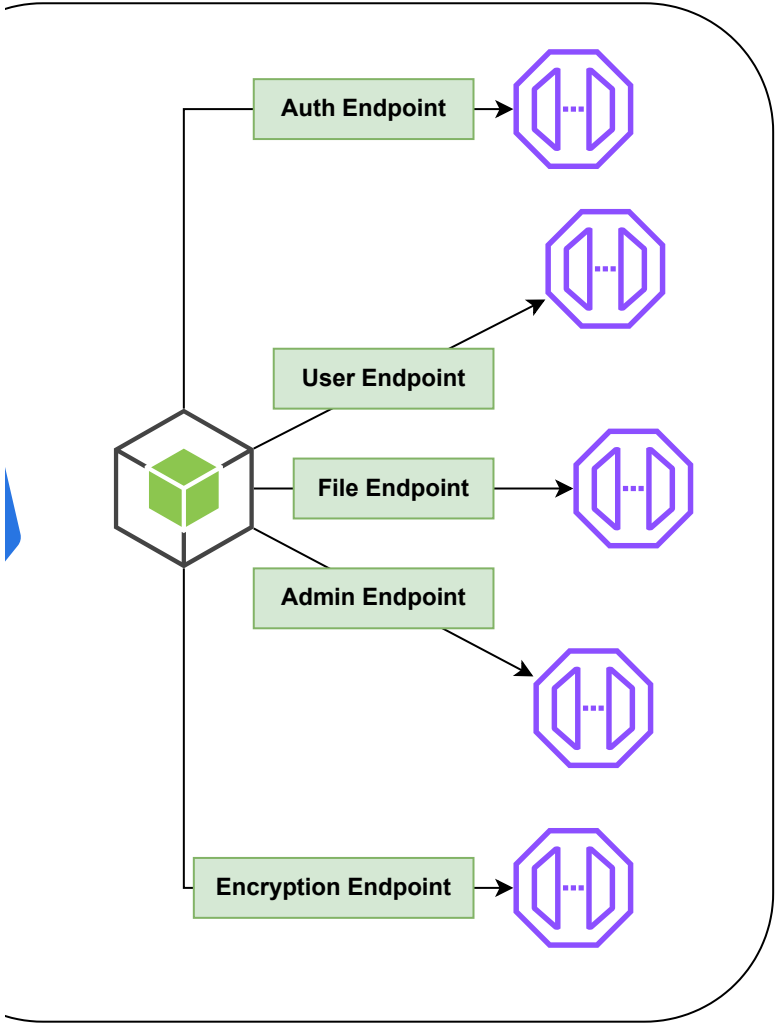 Auth Endpoint
User Endpoint
File Endpoint
Admin Endpoint
Encryption Endpoint